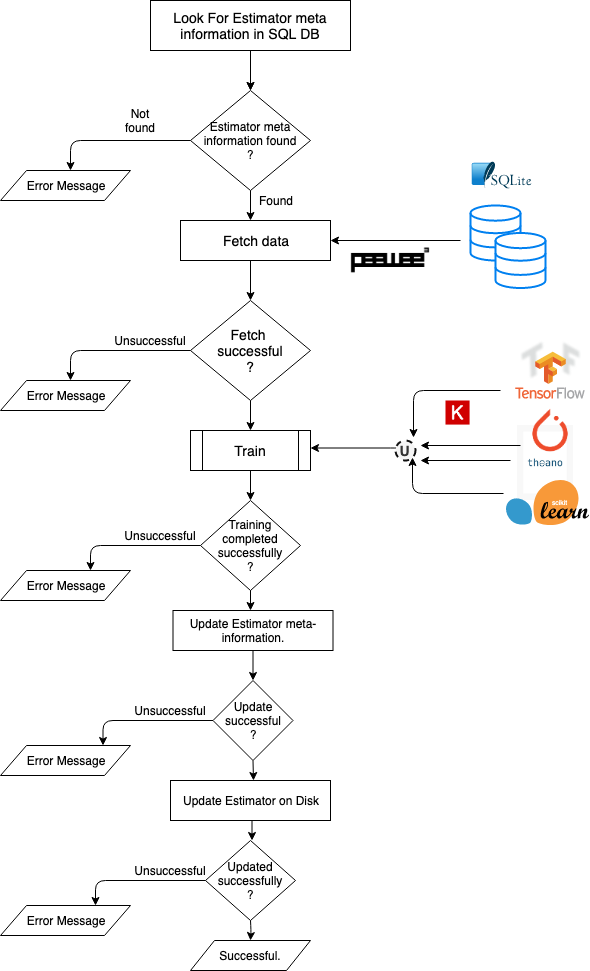 Look For Estimator meta
information in SQL DB
Not
found
Estimator meta
information found
?
Error Message
Found
SQLite
Fetch data
peewee
Unsuccessful
Fetch
successful
?
Error Message
TensorFlow
K
Train
U
theano
scikit
learn
Unsuccessful
Training
completed
successfully
?
Error Message
Update Estimator meta-
information.
Unsuccessful
Update
successful
?
Error Message
Update Estimator on Disk
Unsuccessful
Updated
successfully
?
Error Message
Successful.